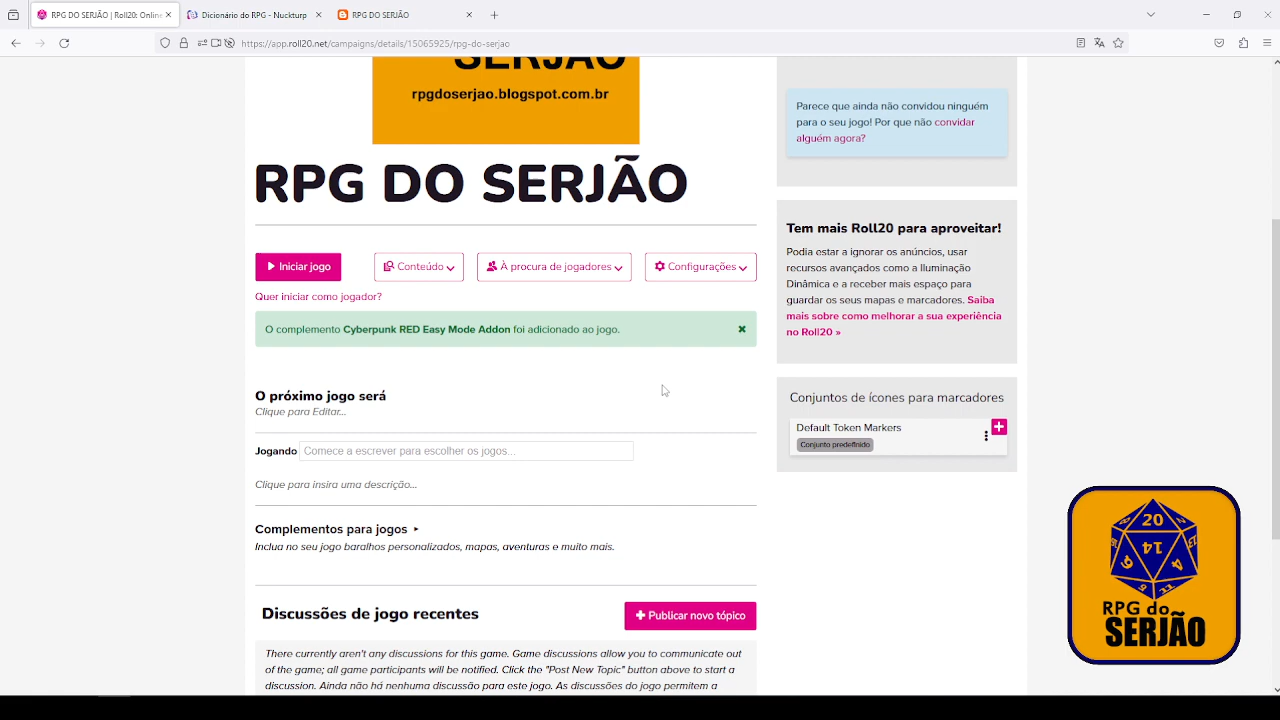 RPG DO SERJÃO | Roll20: Onlin
Dicionário do RPG - Nuckturp
RPG DO SERJÃO
https://app.roll20.net/campaigns/details/15065925/rpg-do-serjao
SERJÃO
rpgdoserjao.blogspot.com.br
RPG DO SERJÃO
Iniciar jogo
Conteúdo
À procura de jogadores
Configurações
Quer iniciar como jogador?
O complemento Cyberpunk RED Easy Mode Addon foi adicionado ao jogo.
O próximo jogo será
Clique para Editar...
Jogando Comece a escrever para escolher os jogos...
Clique para insira uma descrição...
Complementos para jogos
Inclua no seu jogo baralhos personalizados, mapas, aventuras e muito mais.
Discussões de jogo recentes
Publicar novo tópico
There currently aren't any discussions for this game. Game discussions allow you to communicate out
of the game; all game participants will be notified. Click the "Post New Topic" button above to start a
discussion. Ainda não há nenhuma discussão para este jogo. As discussões do jogo permitem a
Parece que ainda não convidou ninguém
para o seu jogo! Por que não convidar
alguém agora?
Tem mais Roll20 para aproveitar!
Podia estar a ignorar os anúncios, usar
recursos avançados como a Iluminação
Dinâmica e a receber mais espaço para
guardar os seus mapas e marcadores. Saiba
mais sobre como melhorar a sua experiência
no Roll20 »
Conjuntos de ícones para marcadores
Default Token Markers
Conjunto predefinido
20
14
RPG do
SERJÃO